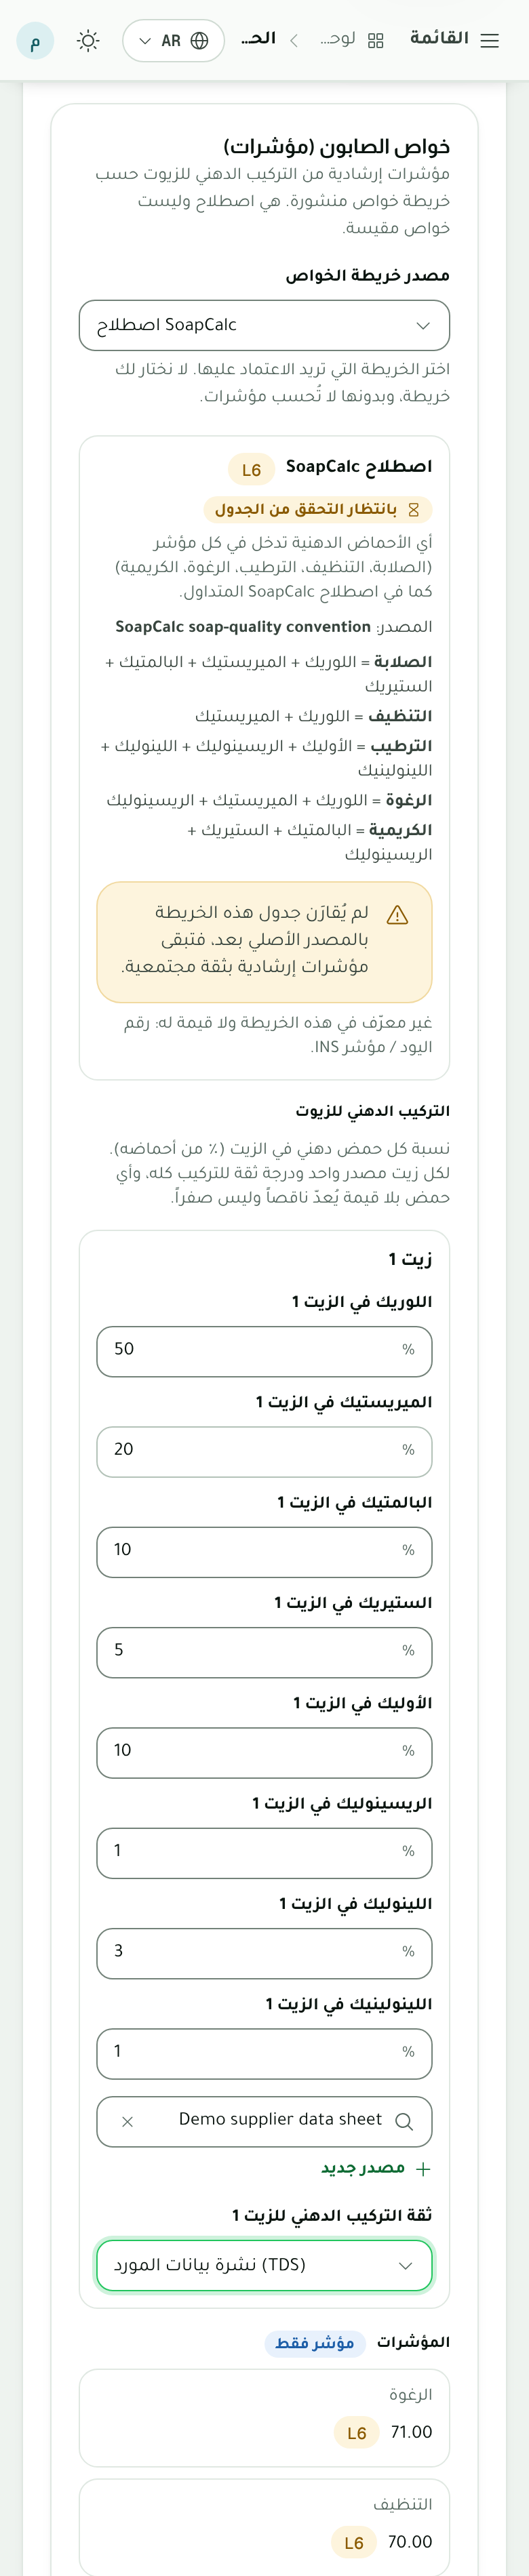 القائمة
لوحـ...
الحـ...
AR
م
خواص الصابون (مؤشرات)
مؤشرات إرشادية من التركيب الدهني للزيوت حسب
خريطة خواص منشورة. هي اصطلاح وليست
خواص مقيسة.
مصدر خريطة الخواص
اصطلاح SoapCalc
اختر الخريطة التي تريد الاعتماد عليها. لا نختار لك
خريطة، وبدونها لا تُحسب مؤشرات.
اصطلاح SoapCalc L6
بانتظار التحقق من الجدول
أي الأحماض الدهنية تدخل في كل مؤشر
(الصلابة، التنظيف، الترطيب، الرغوة، الكريمية)
كما في اصطلاح SoapCalc المتداول.
المصدر: SoapCalc soap-quality convention
الصلابة = اللوريك + الميريستيك + البالمتيك +
الستيريك
التنظيف = اللوريك + الميريستيك
الترطيب = الأوليك + الريسينوليك + اللينوليك +
اللينولينيك
الرغوة = اللوريك + الميريستيك + الريسينوليك
الكريمية = البالمتيك + الستيريك +
الريسينوليك
لم يُقارَن جدول هذه الخريطة
بالمصدر الأصلي بعد، فتبقى
مؤشرات إرشادية بثقة مجتمعية.
غير معرّف في هذه الخريطة ولا قيمة له: رقم
اليود / مؤشر INS.
التركيب الدهني للزيوت
نسبة كل حمض دهني في الزيت (٪ من أحماضه).
لكل زيت مصدر واحد ودرجة ثقة للتركيب كله، وأي
حمض بلا قيمة يُعدّ ناقصاً وليس صفراً.
زيت 1
اللوريك في الزيت 1
50 %
الميريستيك في الزيت 1
20 %
البالمتيك في الزيت 1
10 %
الستيريك في الزيت 1
5 %
الأوليك في الزيت 1
10 %
الريسينوليك في الزيت 1
1 %
اللينوليك في الزيت 1
3 %
اللينولينيك في الزيت 1
1 %
Demo supplier data sheet
مصدر جديد
ثقة التركيب الدهني للزيت 1
نشرة بيانات المورد (TDS)
المؤشرات مؤشر فقط
الرغوة
71.00 L6
التنظيف
70.00 L6